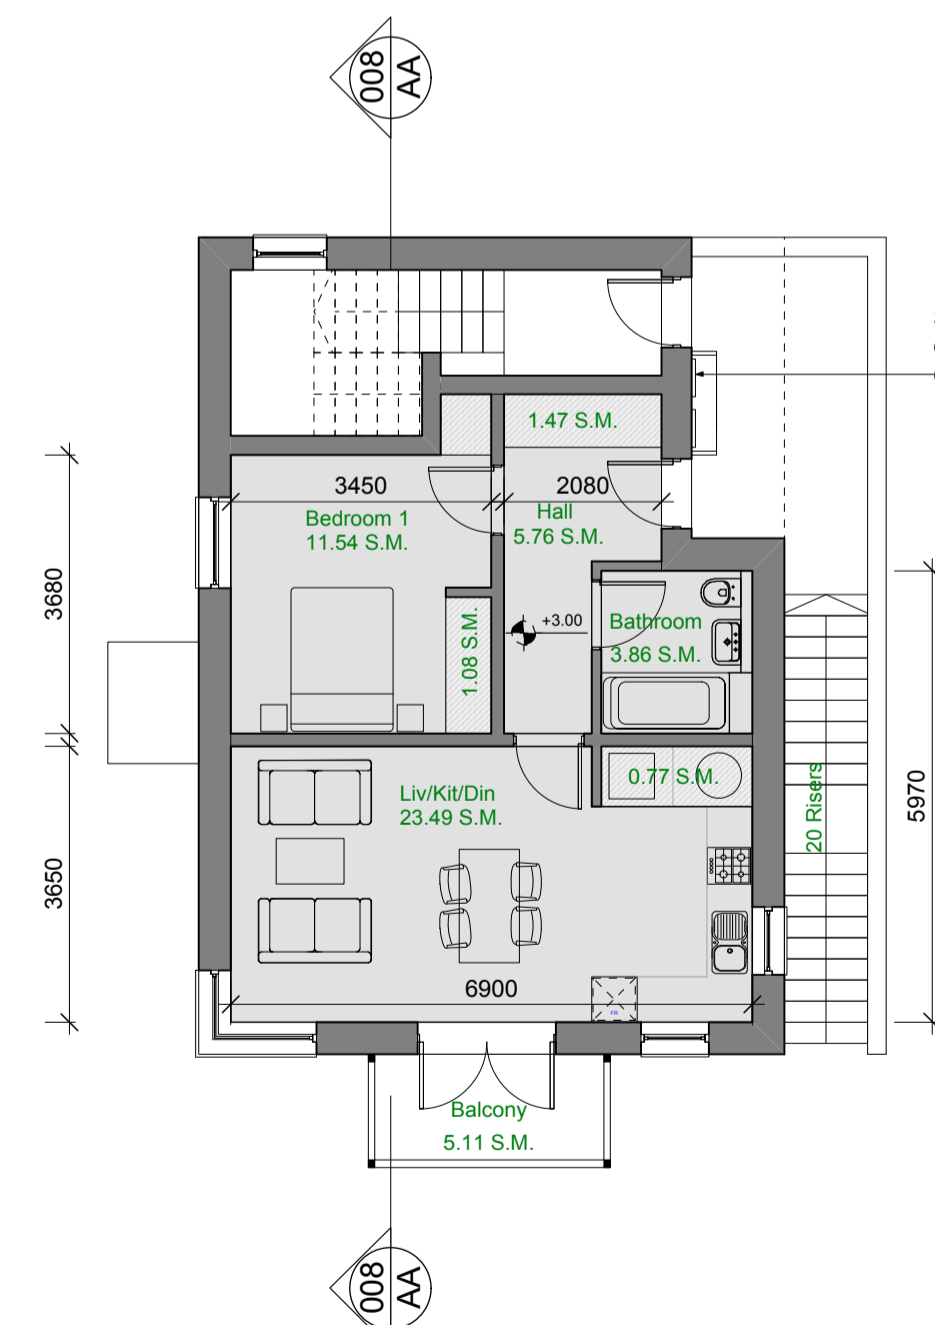 008
AA
1.47 S.M.
3450
2080
Bedroom 1
11.54 S.M.
Hall
5.76 S.M.
3680
+3.00
Bathroom
3.86 S.M.
1.08 S.M.
Liv/Kit/Din
23.49 S.M.
0.77 S.M.
20 Risers
5970
3650
6900
FR
Balcony
5.11 S.M.
008
AA